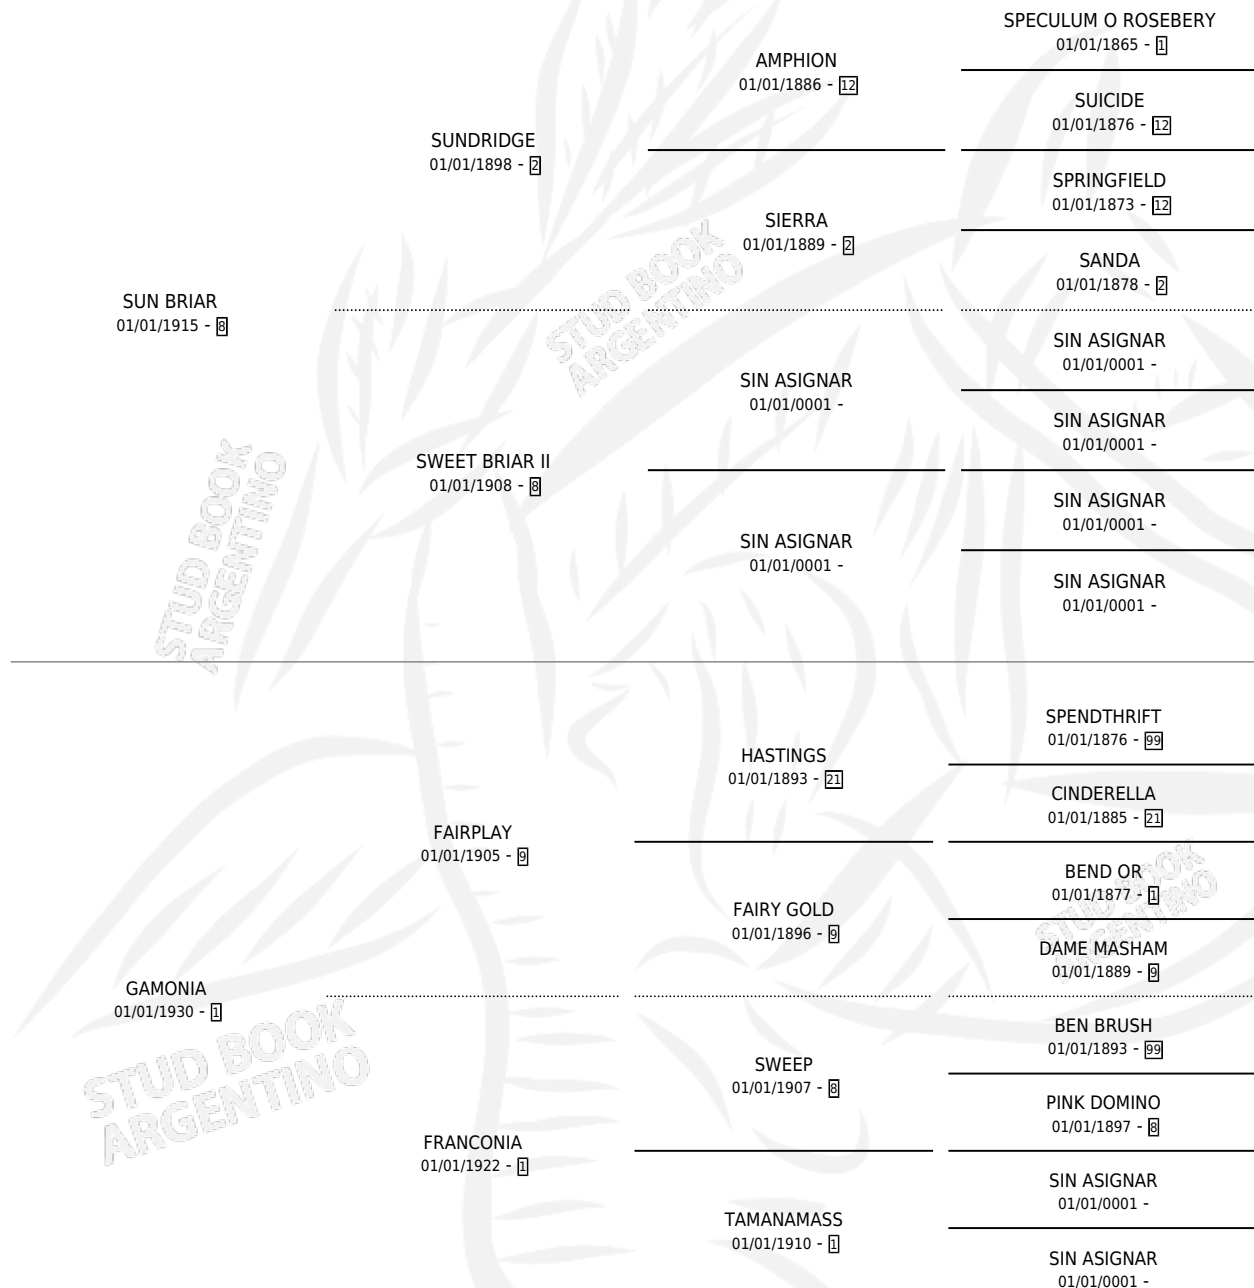 SPECULUM O ROSEBERY
01/01/1865 - 1
AMPHION
01/01/1886 - 12
SUICIDE
01/01/1876 - 12
SUNDRIDGE
01/01/1898 - 2
SPRINGFIELD
01/01/1873 - 12
SIERRA
01/01/1889 - 2
SANDA
01/01/1878 - 2
SUN BRIAR
01/01/1915 - 8
SIN ASIGNAR
01/01/0001 -
SIN ASIGNAR
01/01/0001 -
SIN ASIGNAR
01/01/0001 -
SWEET BRIAR II
01/01/1908 - 8
SIN ASIGNAR
01/01/0001 -
SIN ASIGNAR
01/01/0001 -
SIN ASIGNAR
01/01/0001 -
SPENDTHRIFT
01/01/1876 - 99
HASTINGS
01/01/1893 - 21
CINDERELLA
01/01/1885 - 21
FAIRPLAY
01/01/1905 - 9
BEND OR
01/01/1877 - 1
FAIRY GOLD
01/01/1896 - 9
DAME MASHAM
01/01/1889 - 9
GAMONIA
01/01/1930 - 1
BEN BRUSH
01/01/1893 - 99
SWEEP
01/01/1907 - 8
PINK DOMINO
01/01/1897 - 8
FRANCONIA
01/01/1922 - 1
SIN ASIGNAR
01/01/0001 -
TAMANAMASS
01/01/1910 - 1
SIN ASIGNAR
01/01/0001 -
STUD BOOK
ARGENTINO
STUD BOOK
ARGENTINO
STUD BOOK
ARGENTINO
STUD BOOK
ARGENTINO